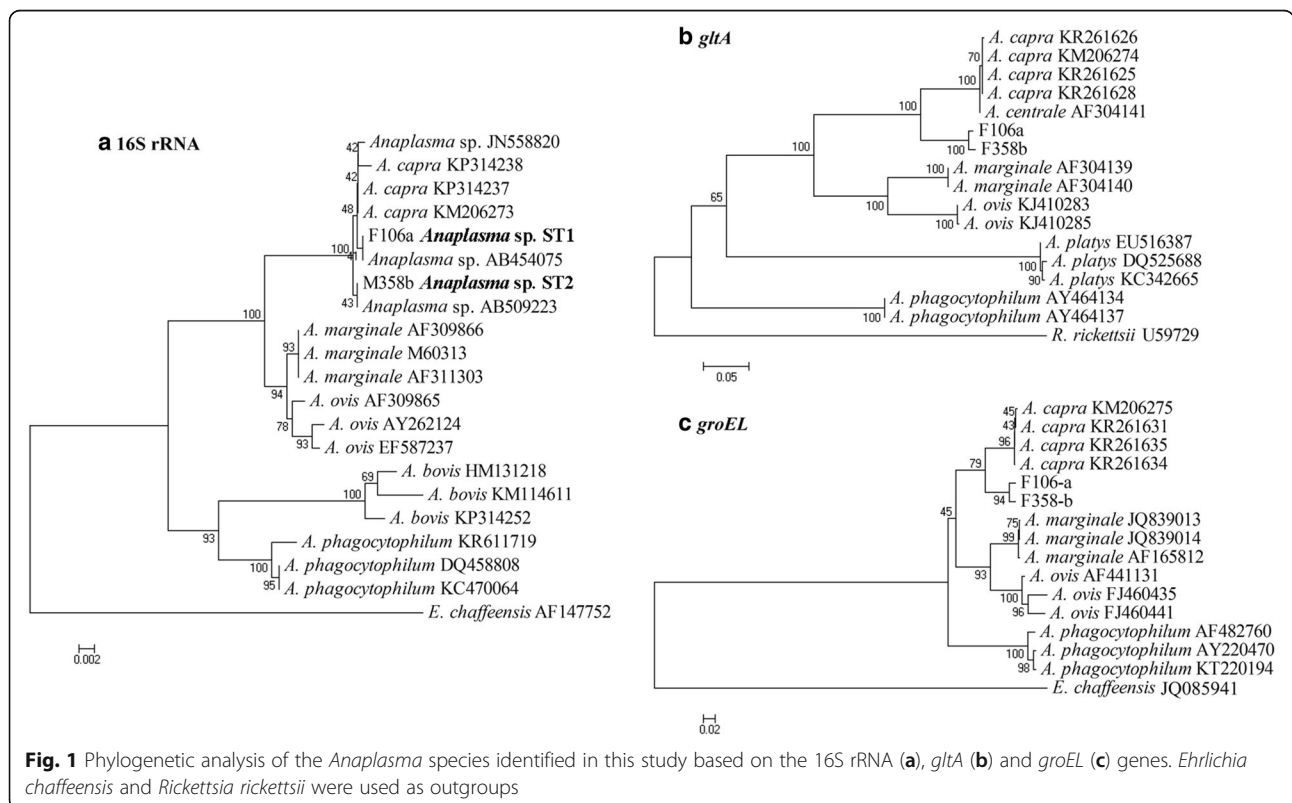 a 16S rRNA
42
Anaplasma sp. JN558820
A. capra KP314238
42
A. capra KP314237
48
A. capra KM206273
F106a Anaplasma sp. ST1
100
41
Anaplasma sp. AB454075
M358b Anaplasma sp. ST2
43
Anaplasma sp. AB509223
100
A. marginale AF309866
93
A. marginale M60313
A. marginale AF311303
94
A. ovis AF309865
78
A. ovis AY262124
93
A. ovis EF587237
69
A. bovis HM131218
100
A. bovis KM114611
A. bovis KP314252
93
A. phagocytophilum KR611719
100
A. phagocytophilum DQ458808
95
A. phagocytophilum KC470064
E. chaffeensis AF147752
0.002
b gltA
A. capra KR261626
70
A. capra KM206274
A. capra KR261625
100
A. capra KR261628
A. centrale AF304141
100
F106a
100
F358b
100
A. marginale AF304139
100
A. marginale AF304140
100
A. ovis KJ410283
100
A. ovis KJ410285
65
A. platys EU516387
100
A. platys DQ525688
90
A. platys KC342665
A. phagocytophilum AY464134
100
A. phagocytophilum AY464137
R. rickettsii U59729
0.05
c groEL
45
A. capra KM206275
43
A. capra KR261631
96
A. capra KR261635
A. capra KR261634
79
F106-a
94
F358-b
45
75
A. marginale JQ839013
99
A. marginale JQ839014
A. marginale AF165812
93
A. ovis AF441131
100
A. ovis FJ460435
96
A. ovis FJ460441
A. phagocytophilum AF482760
100
A. phagocytophilum AY220470
98
A. phagocytophilum KT220194
E. chaffeensis JQ085941
0.02
Fig. 1 Phylogenetic analysis of the Anaplasma species identified in this study based on the 16S rRNA (a), gltA (b) and groEL (c) genes. Ehrlichia
chaffeensis and Rickettsia rickettsii were used as outgroups